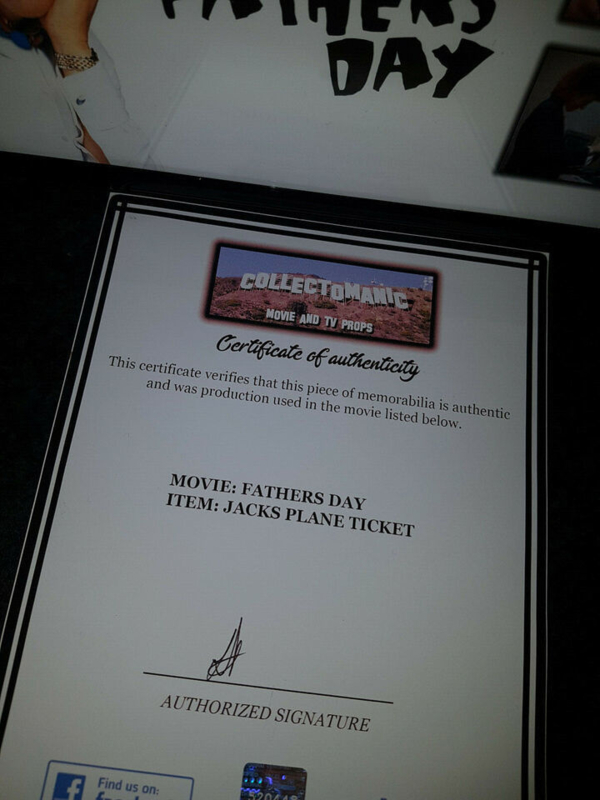 FATHERS
DAY
COLLECTOMANIC
MOVIE AND TV PROPS
Certificate of authenticity
This certificate verifies that this piece of memorabilia is authentic
and was production used in the movie listed below.
MOVIE: FATHERS DAY
ITEM: JACKS PLANE TICKET
AUTHORIZED SIGNATURE
Find us on: